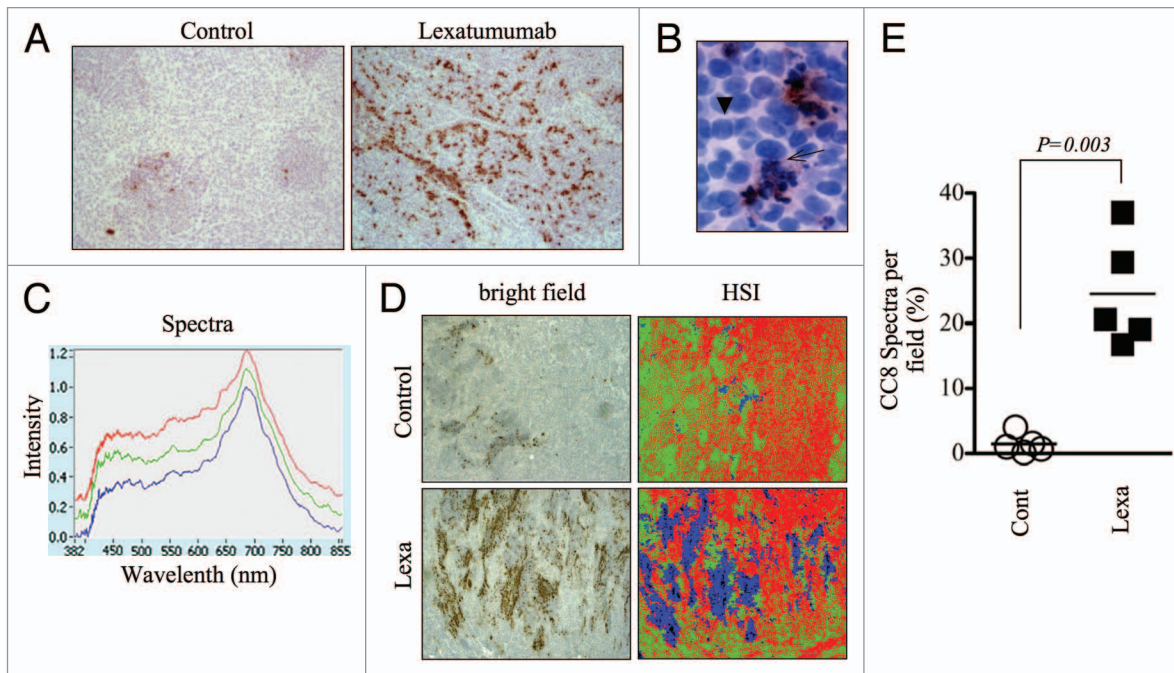 A
Control
Lexatumumab
B
C
Spectra
Intensity
1.2
1.0
0.8
0.6
0.4
0.2
0.0
382 450 500 550 600 650 700 750 800 855
Wavelenth (nm)
D
bright field
HSI
Control
Lexa
E
P=0.003
CC8 Spectra per
field (%)
40
30
20
10
0
Cont
Lexa